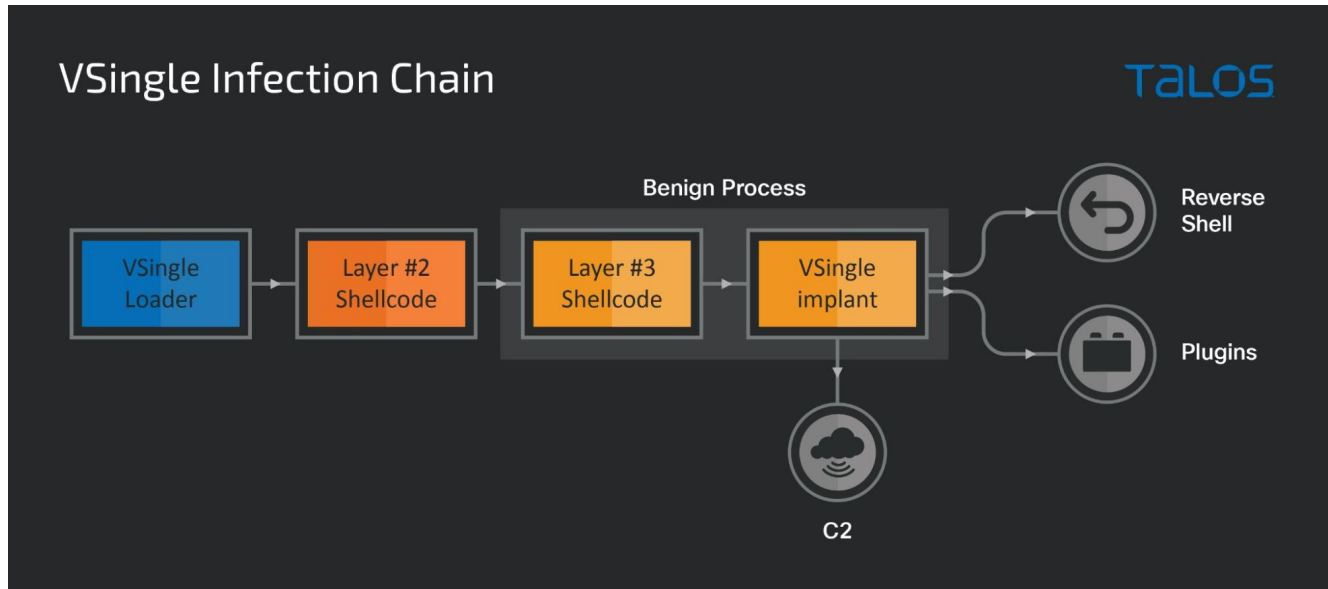 VSingle Infection Chain
TALOS
Benign Process
VSingle
Loader
Layer #2
Shellcode
Layer #3
Shellcode
VSingle
implant
Reverse
Shell
Plugins
C2